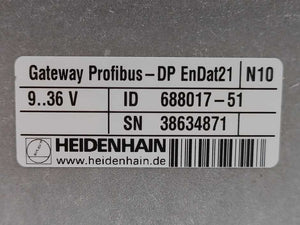 Gateway Profibus-DP EnDat21 N10
9..36 V ID 688017-51
SN 38634871
HEIDENHAIN
www.heidenhain.de